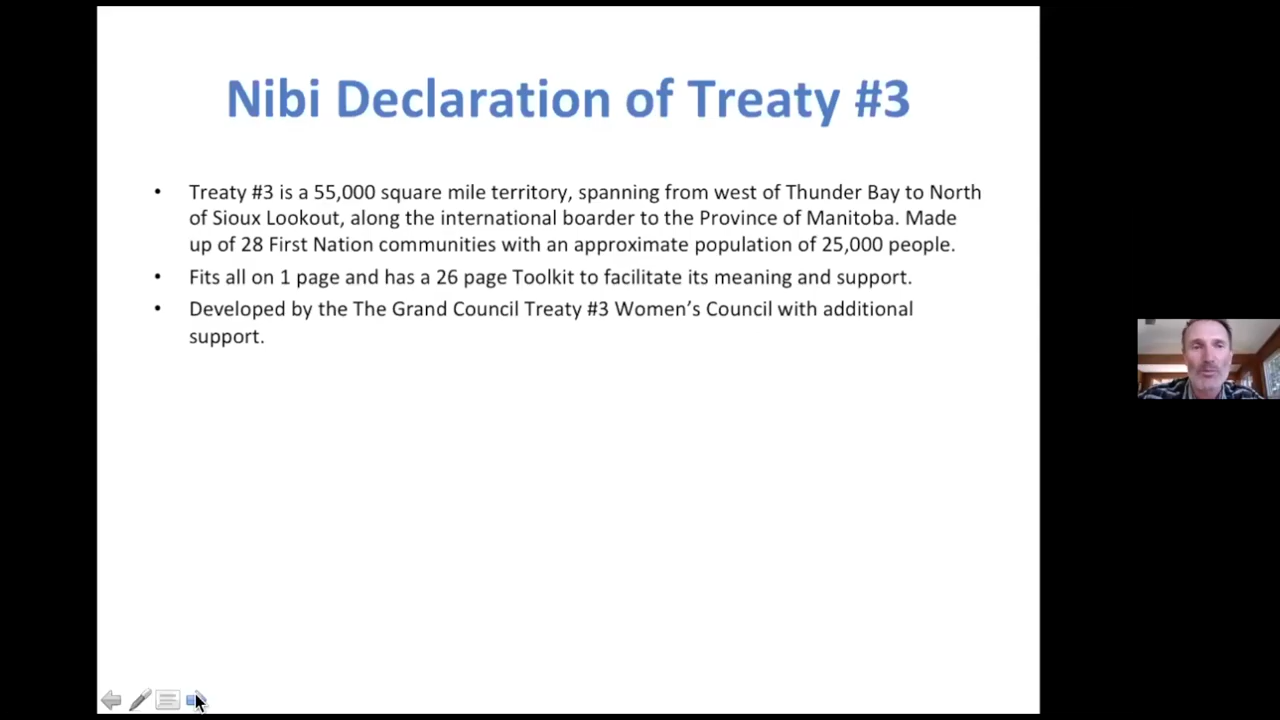 Nibi Declaration of Treaty #3
• Treaty #3 is a 55,000 square mile territory, spanning from west of Thunder Bay to North
of Sioux Lookout, along the international boarder to the Province of Manitoba. Made
up of 28 First Nation communities with an approximate population of 25,000 people.
• Fits all on 1 page and has a 26 page Toolkit to facilitate its meaning and support.
• Developed by the The Grand Council Treaty #3 Women’s Council with additional
support.